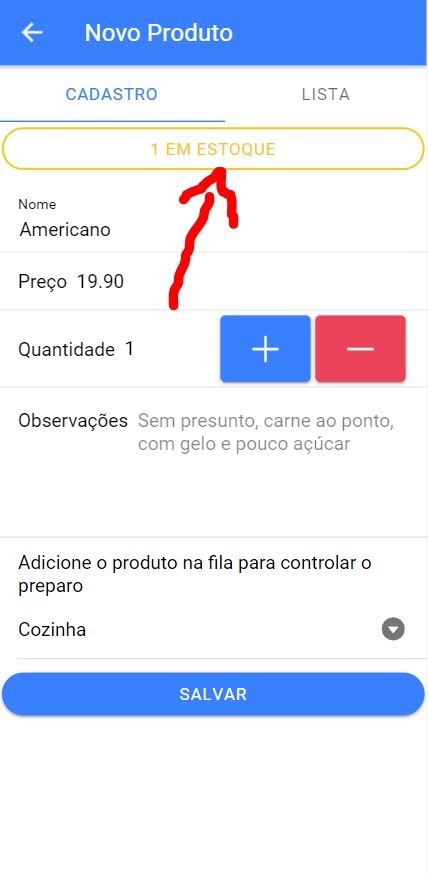 Novo Produto
CADASTRO LISTA
1 EM ESTOQUE
Nome
Americano
Preço 19.90
Quantidade 1
Observações Sem presunto, carne ao ponto,
com gelo e pouco açúcar
Adicione o produto na fila para controlar o
preparo
Cozinha
SALVAR